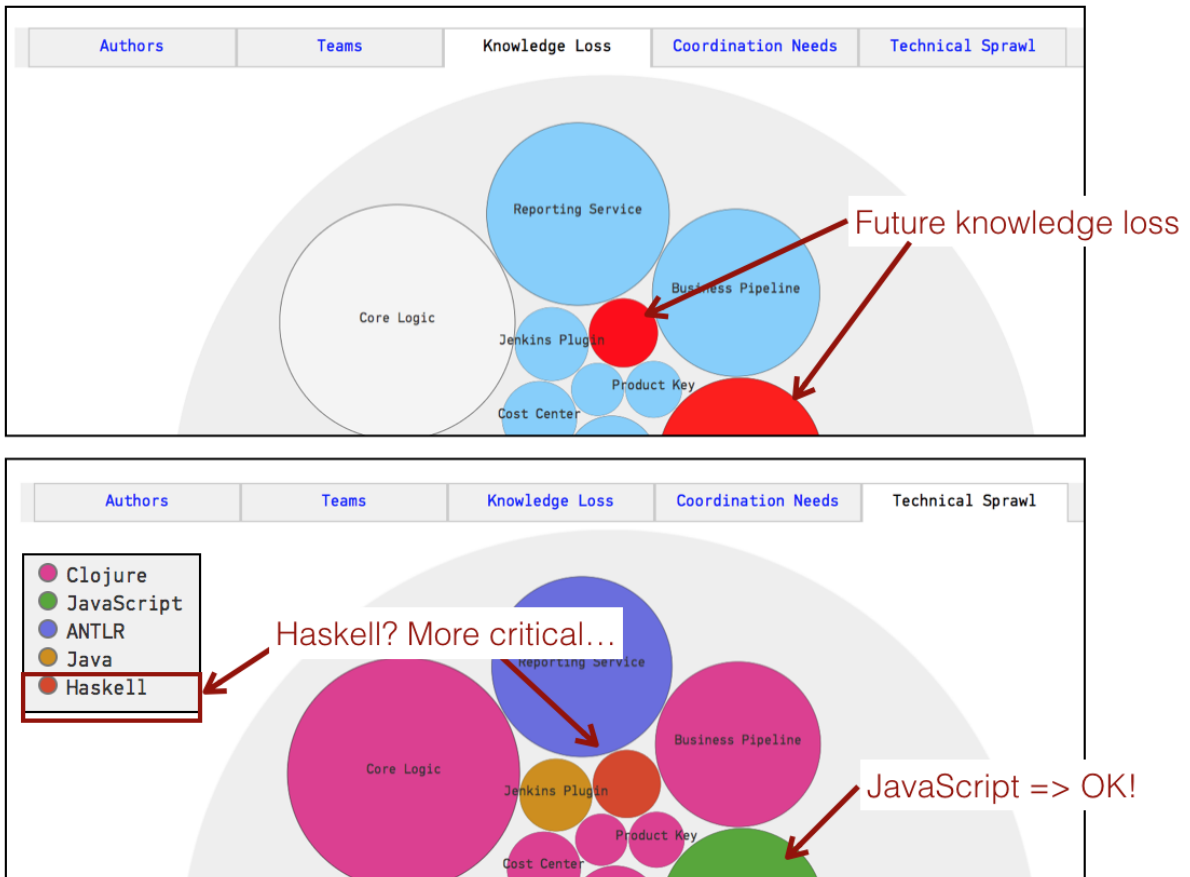 Authors
Teams
Knowledge Loss
Coordination Needs
Technical Sprawl
Reporting Service
Future knowledge loss
Business Pipeline
Core Logic
Jenkins Plugin
Product Key
Cost Center
Authors
Teams
Knowledge Loss
Coordination Needs
Technical Sprawl
Clojure
JavaScript
ANTLR
Java
Haskell
Haskell? More critical...
Reporting Service
Business Pipeline
Core Logic
Jenkins Plugin
JavaScript => OK!
Product Key
Cost Center